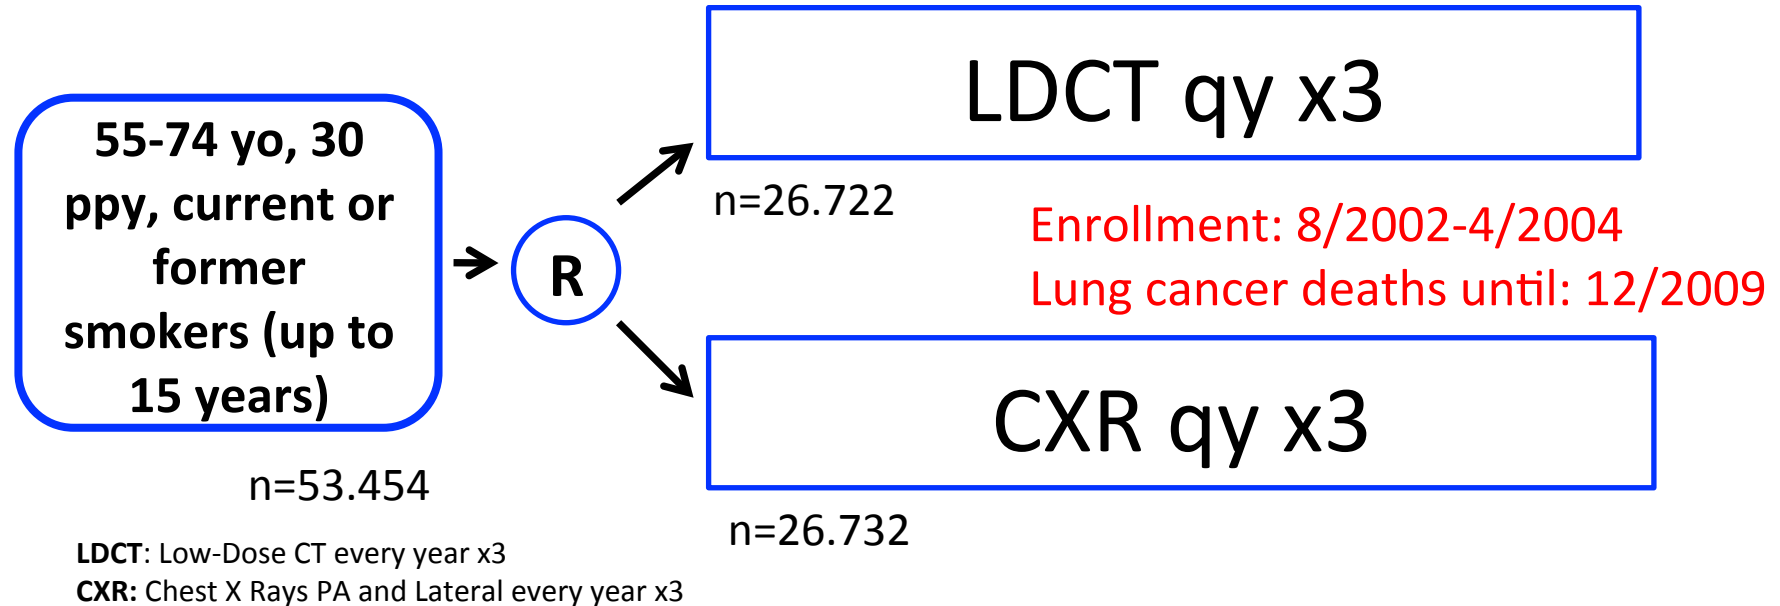 55-74 yo, 30
ppy, current or
former
smokers (up to
15 years)
n=53.454
R
LDCT qy x3
n=26.722
Enrollment: 8/2002-4/2004
Lung cancer deaths until: 12/2009
CXR qy x3
n=26.732
LDCT: Low-Dose CT every year x3
CXR: Chest X Rays PA and Lateral every year x3